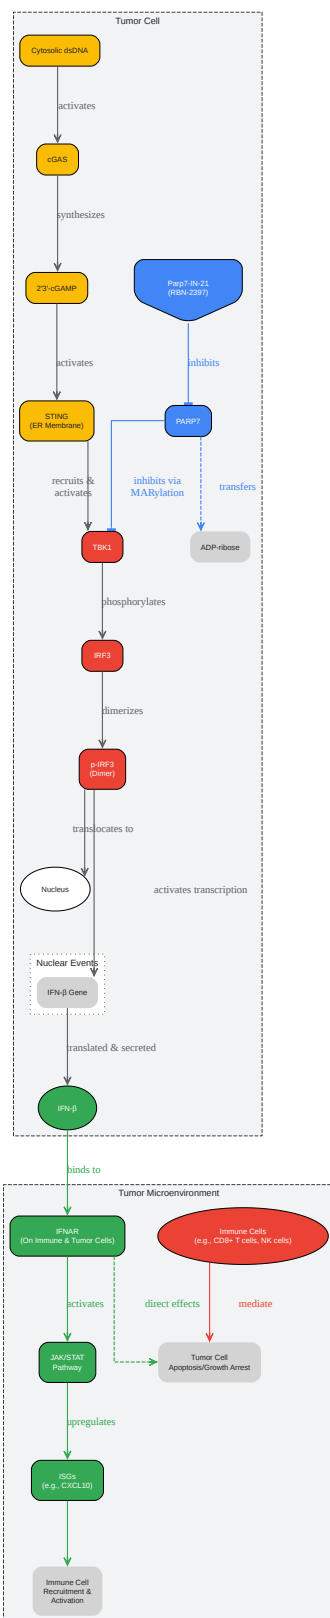 Tumor Cell
Cytosolic dsDNA
activates
cGAS
synthesizes
2'3'-cGAMP
Parp7-IN-21
(RBN-2397)
activates
inhibits
STING
(ER Membrane)
PARP7
recruits &
activates
inhibits via
MARylation
transfers
TBK1
ADP-ribose
phosphorylates
IRF3
dimerizes
p-IRF3
(Dimer)
translocates to
Nucleus
activates transcription
Nuclear Events
IFN-β Gene
translated & secreted
IFN-β
binds to
Tumor Microenvironment
IFNAR
(On Immune & Tumor Cells)
Immune Cells
(e.g., CD8+ T cells, NK cells)
activates
direct effects
mediate
JAK/STAT
Pathway
Tumor Cell
Apoptosis/Growth Arrest
upregulates
ISGs
(e.g., CXCL10)
Immune Cell
Recruitment &
Activation